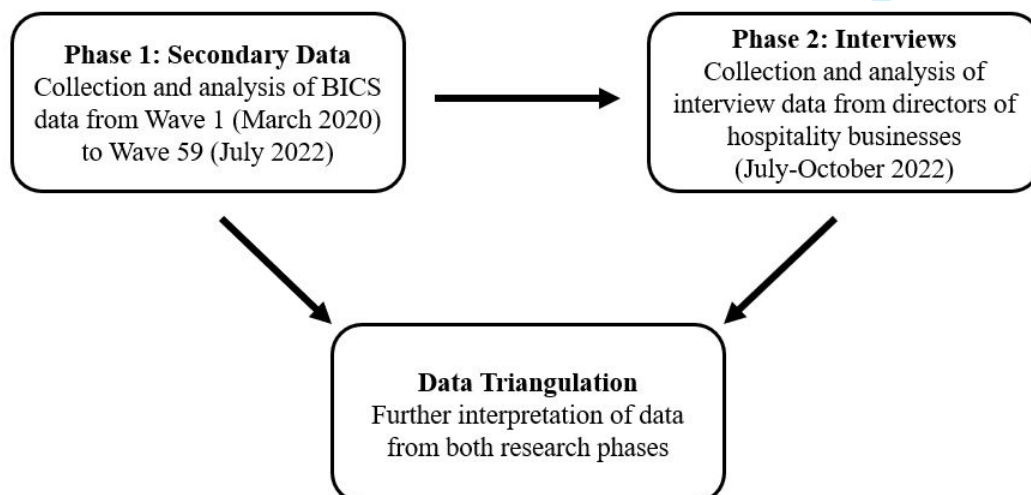 Phase 1: Secondary Data
Collection and analysis of BICS
data from Wave 1 (March 2020)
to Wave 59 (July 2022)
Phase 2: Interviews
Collection and analysis of
interview data from directors of
hospitality businesses
(July-October 2022)
Data Triangulation
Further interpretation of data
from both research phases